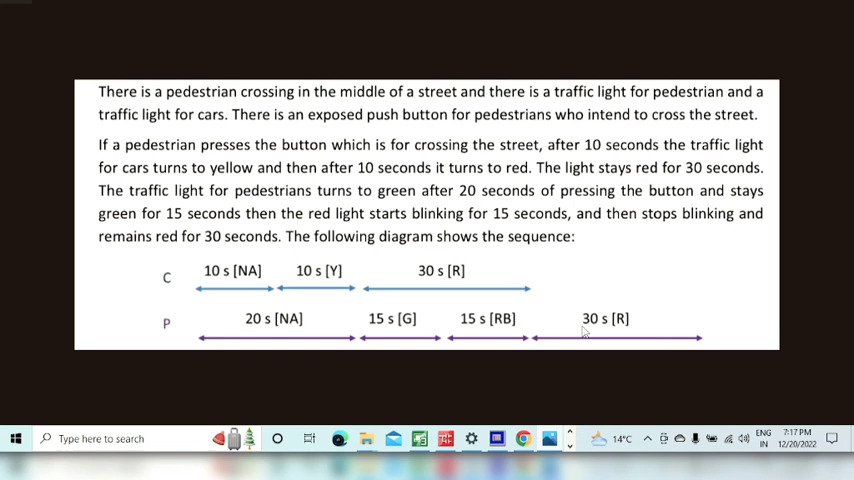 There is a pedestrian crossing in the middle of a street and there is a traffic light for pedestrian and a
traffic light for cars. There is an exposed push button for pedestrians who intend to cross the street.
If a pedestrian presses the button which is for crossing the street, after 10 seconds the traffic light
for cars turns to yellow and then after 10 seconds it turns to red. The light stays red for 30 seconds.
The traffic light for pedestrians turns to green after 20 seconds of pressing the button and stays
green for 15 seconds then the red light starts blinking for 15 seconds, and then stops blinking and
remains red for 30 seconds. The following diagram shows the sequence:
C 10 s [NA] 10 s [Y] 30 s [R]
P 20 s [NA] 15 s [G] 15 s [RB] 30 s [R]
Type here to search 14°C ENG 7:17 PM
IN 12/20/2022